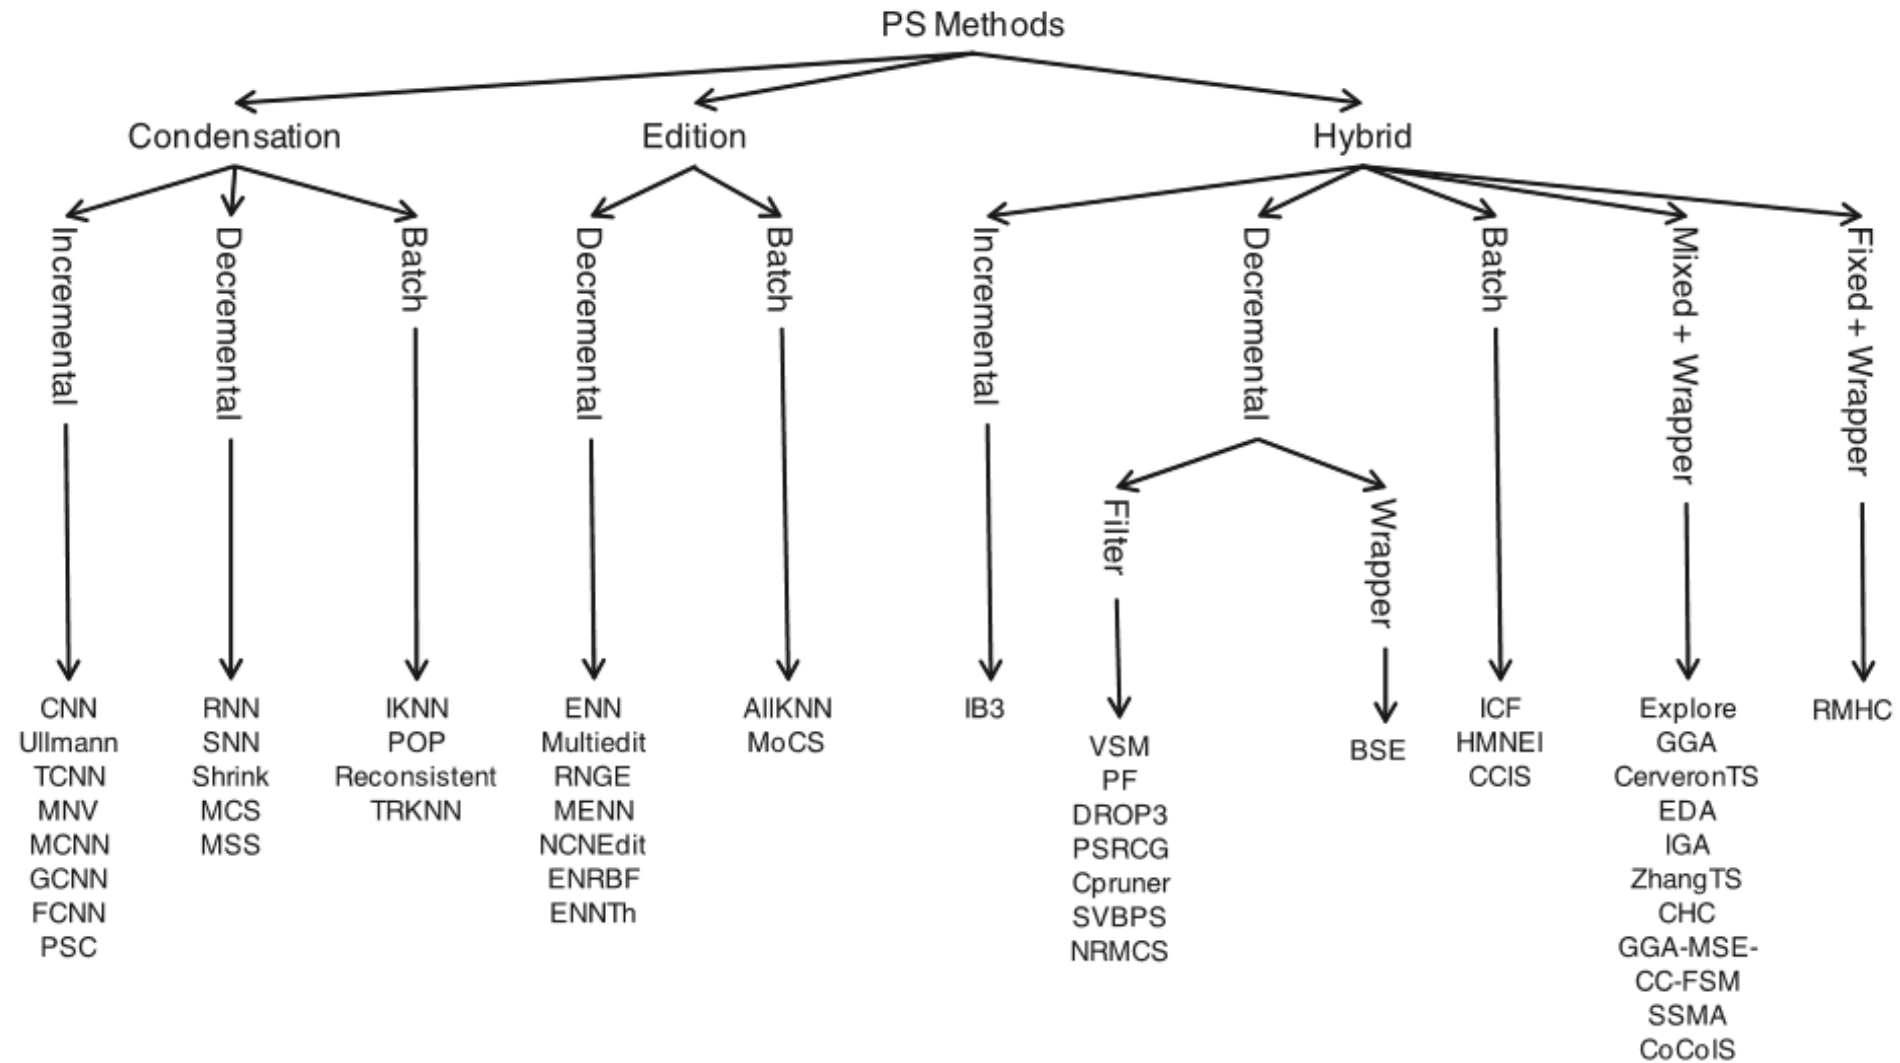 PS Methods
Condensation
Edition
Hybrid
Incremental
Decremental
Batch
Decremental
Batch
Incremental
Decremental
Batch
Mixed + Wrapper
Fixed + Wrapper
Filter
Wrapper
CNN
Ullmann
TCNN
MNV
MCNN
GCNN
FCNN
PSC
RNN
SNN
Shrink
MCS
MSS
IKNN
POP
Reconsistent
TRKNN
ENN
Multiedit
RNGE
MENN
NCNEdit
ENRBF
ENNTh
AllKNN
MoCS
IB3
VSM
PF
DROP3
PSRCG
Cpruner
SVBPS
NRMCS
BSE
ICF
HMNEI
CCIS
Explore
GGA
CerveronTS
EDA
IGA
ZhangTS
CHC
GGA-MSE-
CC-FSM
SSMA
CoCoIS
RMHC